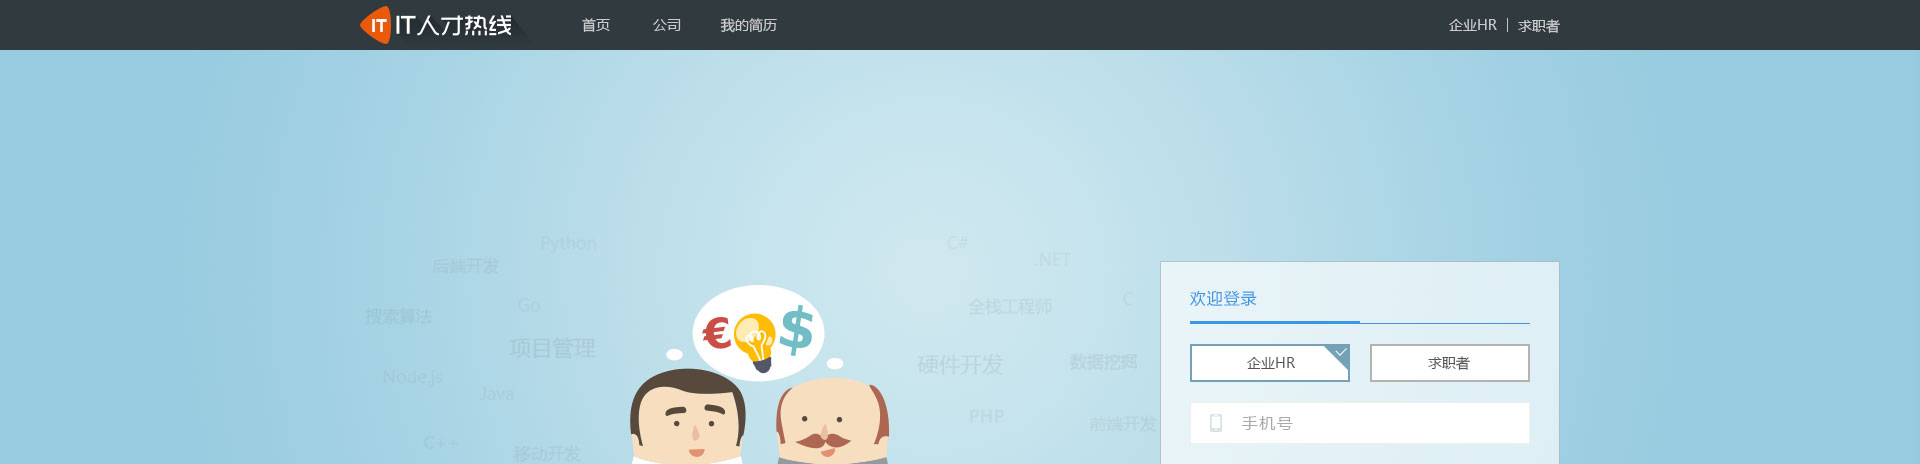 IT IT人才热线 首页 公司 我的简历 企业HR 求职者
Python
C#
.NET
后端开发
Go
全栈工程师
C
欢迎登录
搜索算法
€ $
项目管理
硬件开发
数据挖掘
企业HR 求职者
Node.js
Java
PHP
前端开发
手机号
C++
移动开发